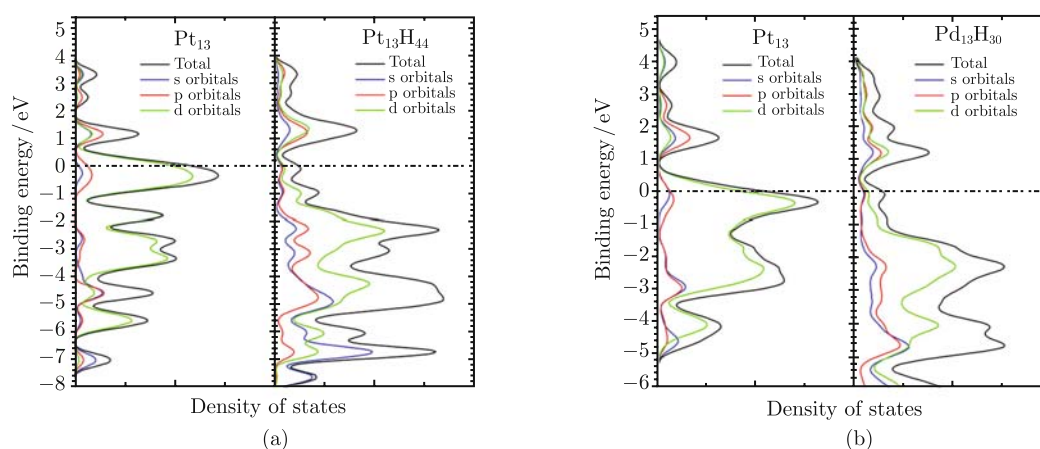 Pt₁₃
Total
s orbitals
p orbitals
d orbitals
Pt₁₃H₄₄
Total
s orbitals
p orbitals
d orbitals
Binding energy/eV
5
4
3
2
1
0
−1
−2
−3
−4
−5
−6
−7
−8
Density of states
(a)
Pt₁₃
Total
s orbitals
p orbitals
d orbitals
Pd₁₃H₃₀
Total
s orbitals
p orbitals
d orbitals
Binding energy/eV
5
4
3
2
1
0
−1
−2
−3
−4
−5
−6
Density of states
(b)